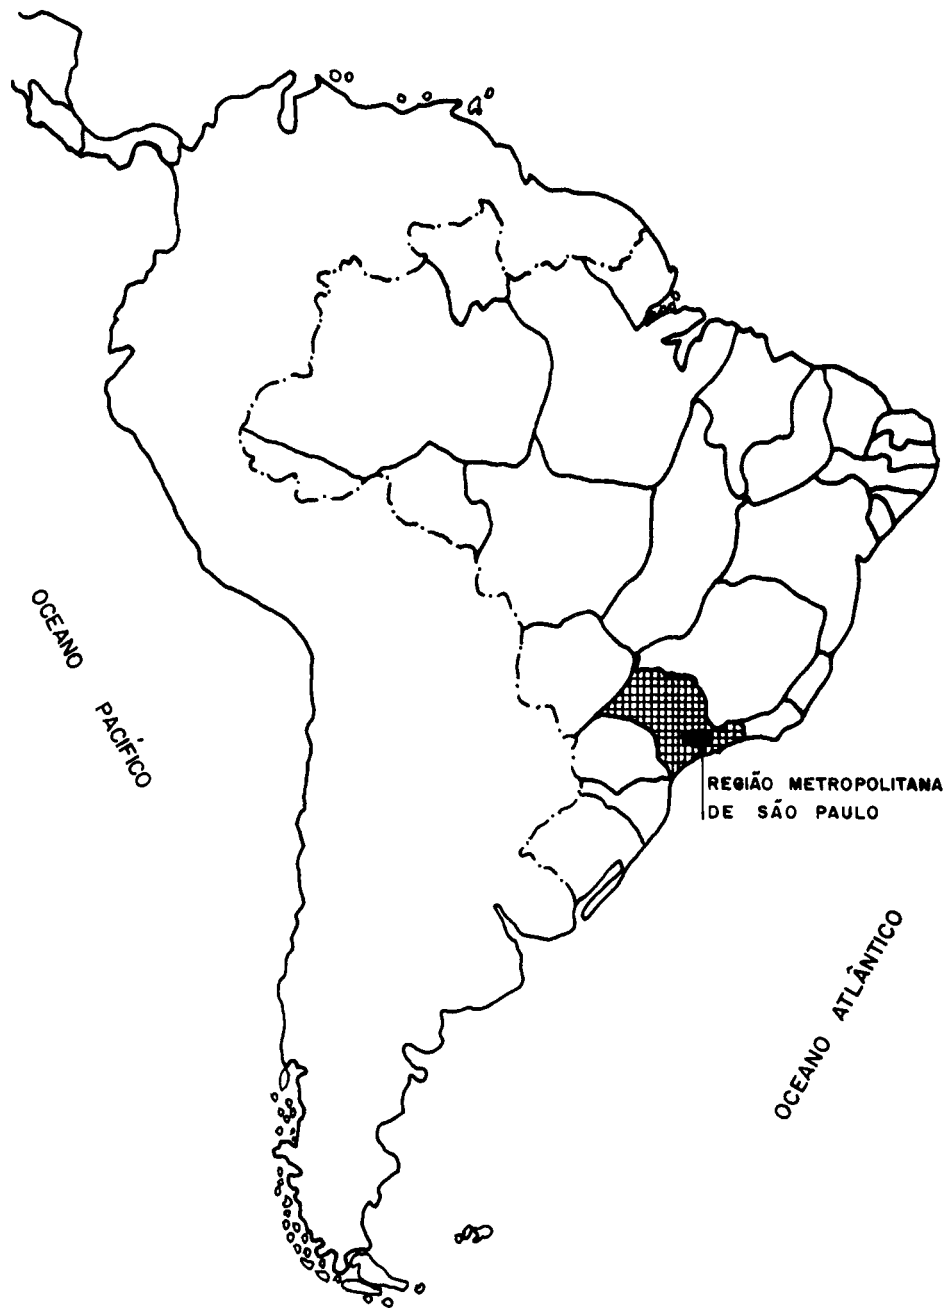 OCEANO
PACÍFICO
REGIÃO METROPOLITANA
DE SÃO PAULO
OCEANO ATLÂNTICO